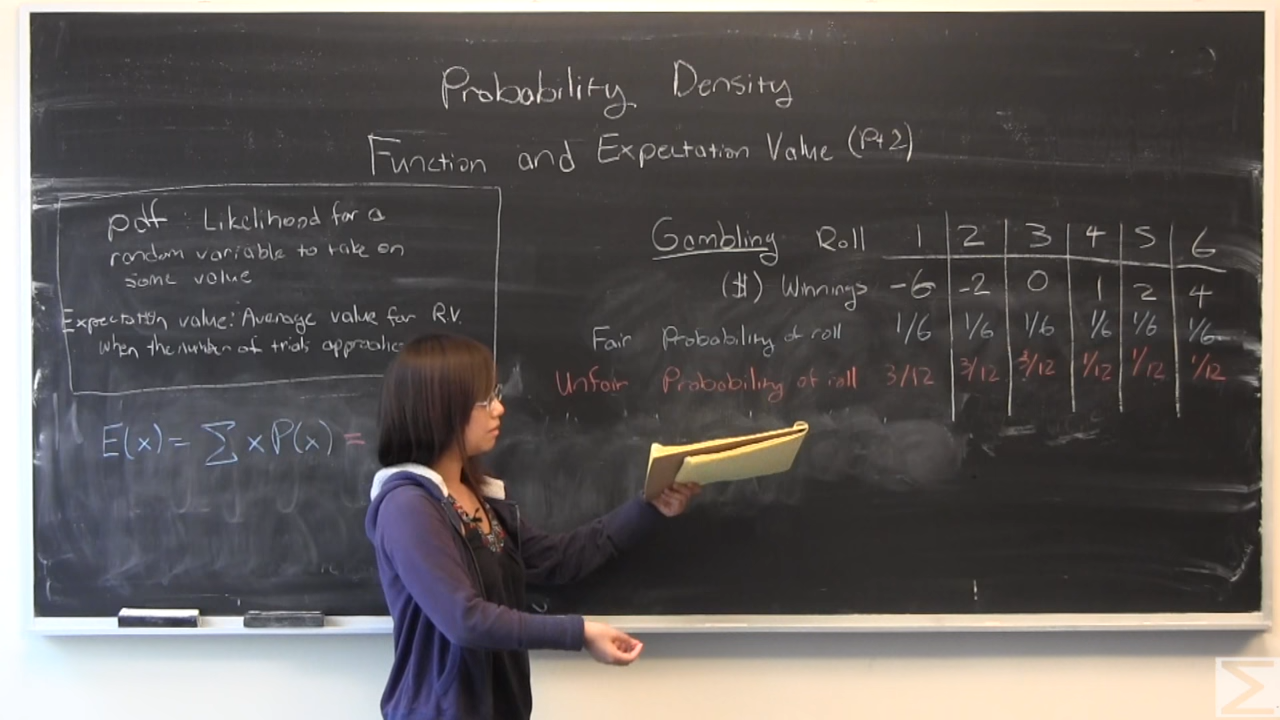 Probability Density
Function and Expectation Value (Pt 2)
pdf : Likelihood for a
random variable to take on
some value
Expectation value: Average value for R.V.
when the number of trials approaches
E(x) = Σ x P(x) =
Gambling Roll 1 2 3 4 5 6
($) Winnings -6 -2 0 1 2 4
Fair Probability of roll 1/6 1/6 1/6 1/6 1/6 1/6
Unfair Probability of roll 3/12 3/12 3/12 1/12 1/12 1/12